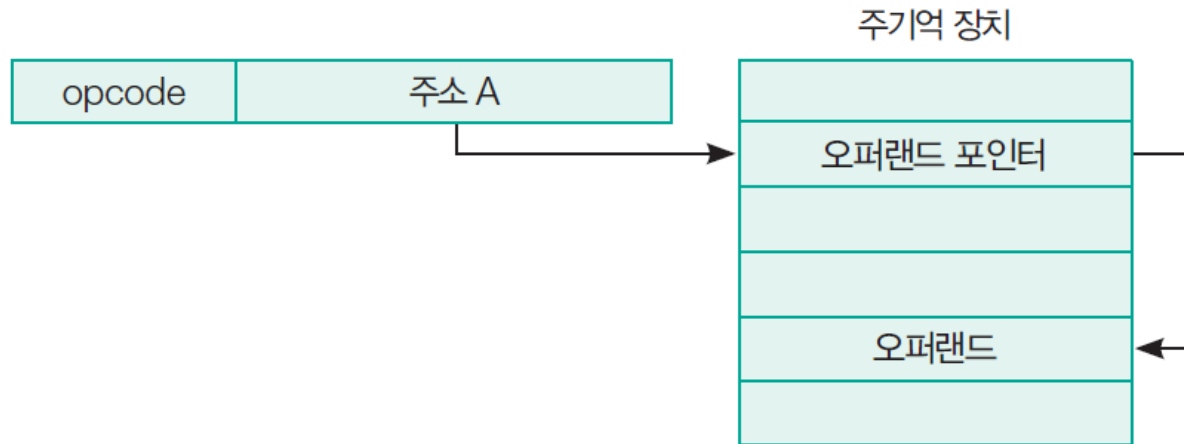 주기억 장치
opcode
주소 A
오퍼랜드 포인터
오퍼랜드